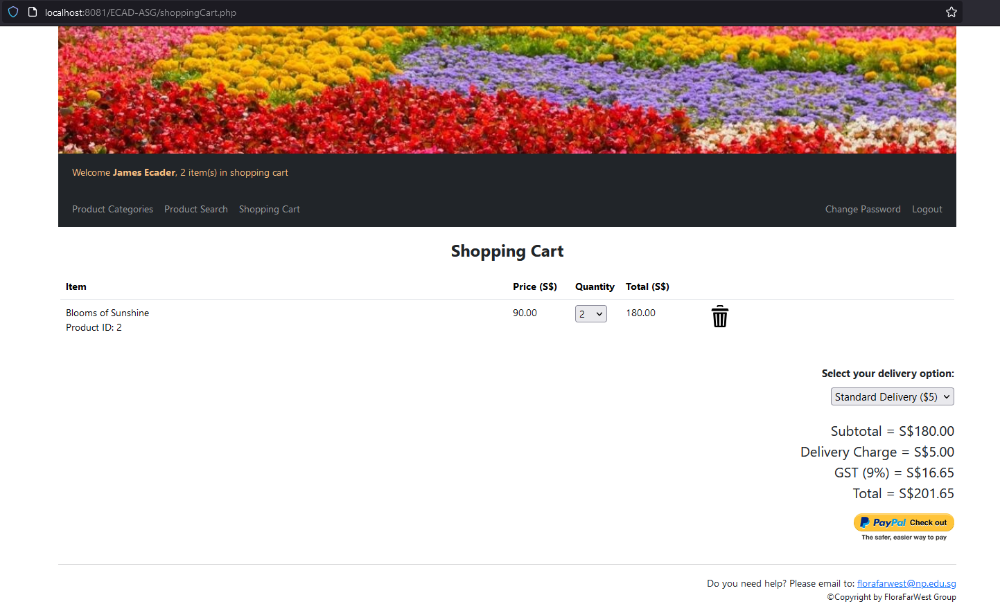 localhost:8081/ECAD-ASG/shoppingCart.php
Welcome James Ecader, 2 item(s) in shopping cart
Product Categories Product Search Shopping Cart Change Password Logout
Shopping Cart
Item Price (S$) Quantity Total (S$)
Blooms of Sunshine 90.00 2 180.00
Product ID: 2
Select your delivery option:
Standard Delivery ($5)
Subtotal = S$180.00
Delivery Charge = S$5.00
GST (9%) = S$16.65
Total = S$201.65
PayPal Check out
The safer, easier way to pay
Do you need help? Please email to: florafarwest@np.edu.sg
©Copyright by FloraFarWest Group